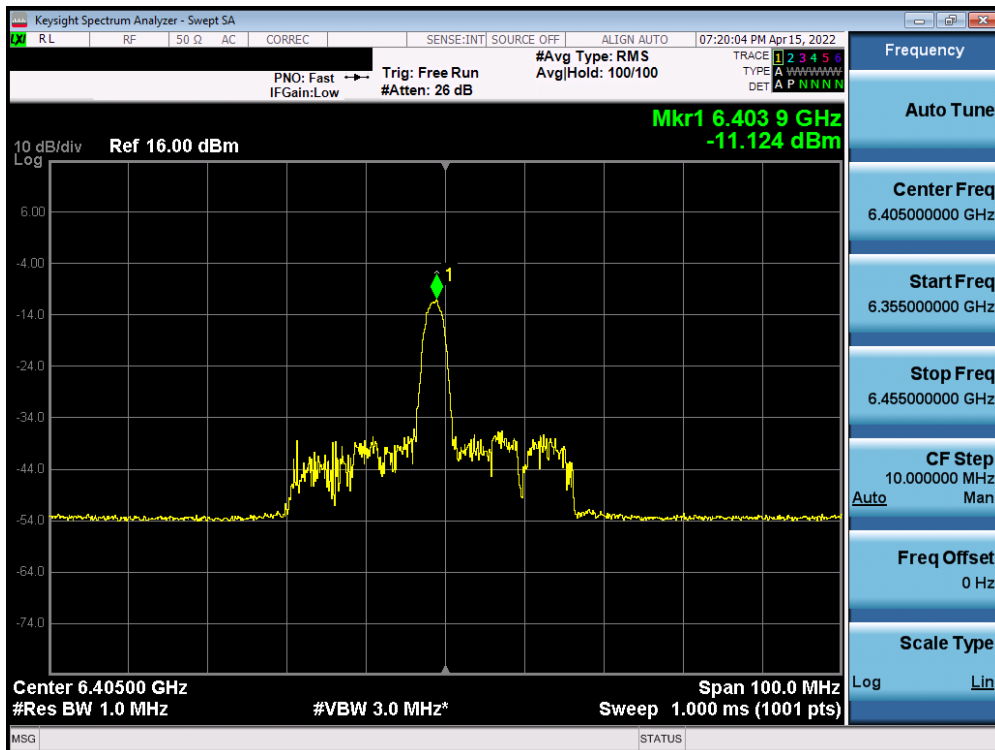 Keysight Spectrum Analyzer - Swept SA
LXI RL RF 50 Ω AC CORREC SENSE:INT SOURCE OFF ALIGN AUTO 07:20:04 PM Apr 15, 2022
Frequency
PNO: Fast
IFGain:Low
Trig: Free Run
#Atten: 26 dB
#Avg Type: RMS
Avg|Hold: 100/100
TRACE 1 2 3 4 5 6
TYPE A WWWWW
DET A P N N N N
Mkr1 6.403 9 GHz
-11.124 dBm
10 dB/div Ref 16.00 dBm
Log
6.00
-4.00
-14.0
-24.0
-34.0
-44.0
-54.0
-64.0
-74.0
1
Center 6.40500 GHz Span 100.0 MHz
#Res BW 1.0 MHz #VBW 3.0 MHz* Sweep 1.000 ms (1001 pts)
Auto Tune
Center Freq
6.405000000 GHz
Start Freq
6.355000000 GHz
Stop Freq
6.455000000 GHz
CF Step
10.000000 MHz
Auto Man
Freq Offset
0 Hz
Scale Type
Log Lin
MSG STATUS